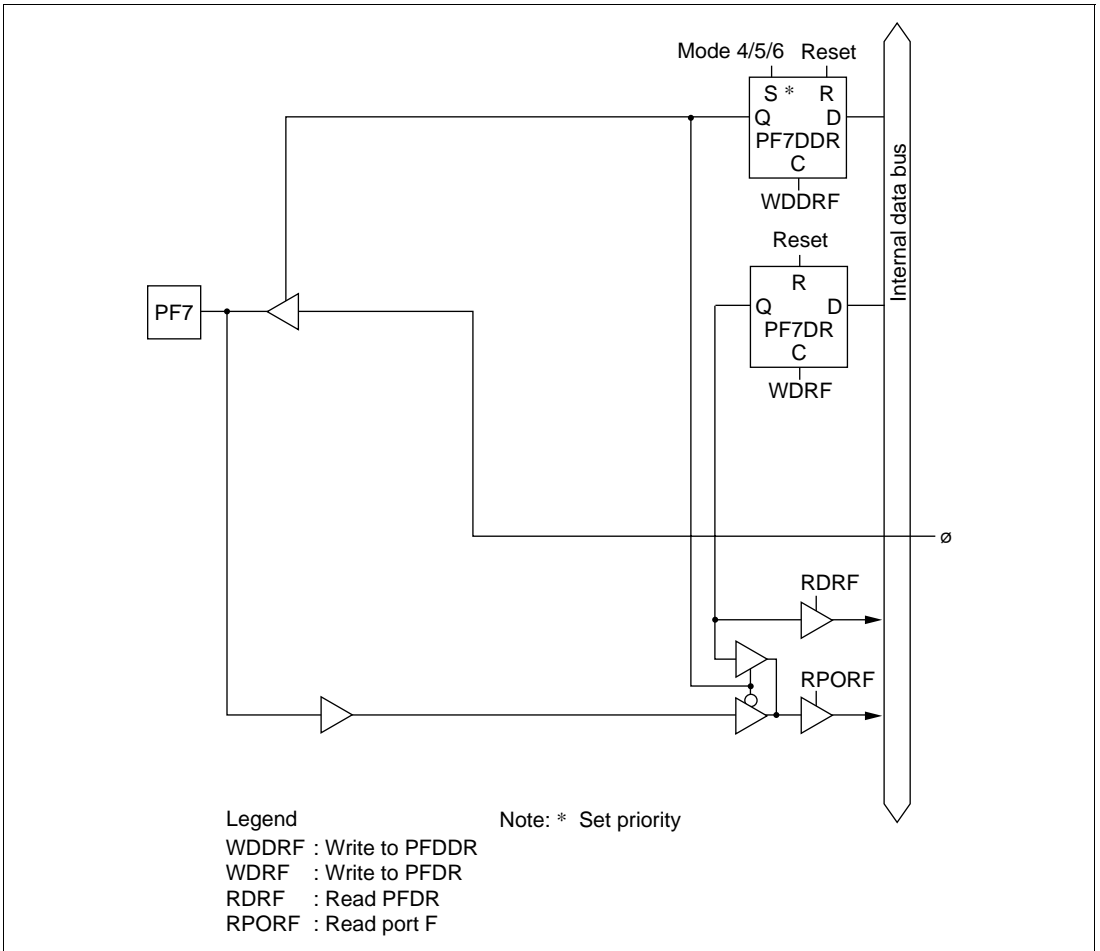 Mode 4/5/6 Reset
S * R
Q D
PF7DDR
C
WDDRF
Reset
R
Q D
PF7DR
C
WDRF
Internal data bus
PF7
ø
RDRF
RPORF
Legend
WDDRF : Write to PFDDR
WDRF : Write to PFDR
RDRF : Read PFDR
RPORF : Read port F
Note: * Set priority